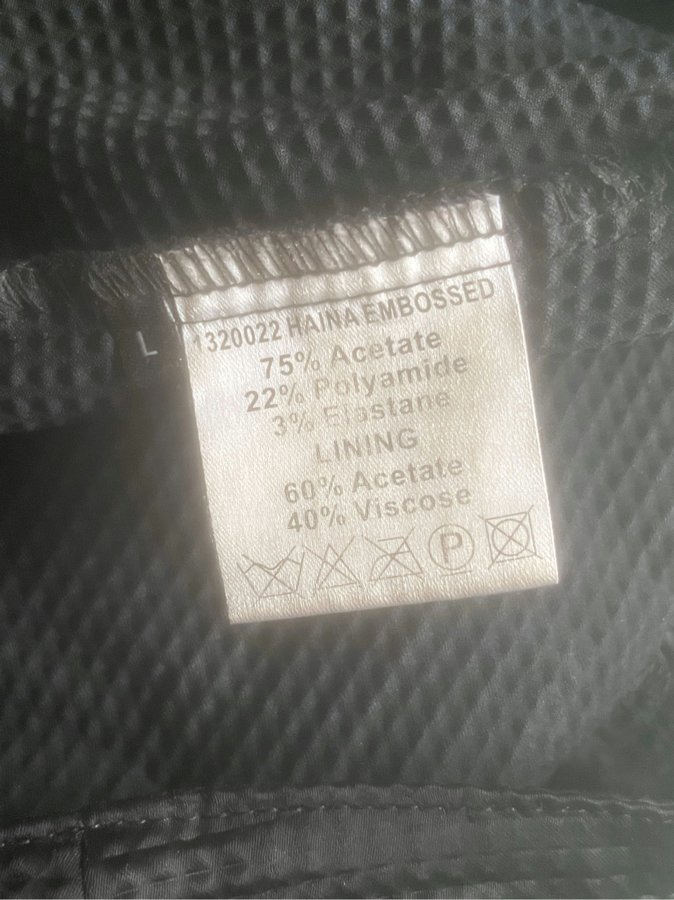 L
1320022 HAINA EMBOSSED
75% Acetate
22% Polyamide
3% Elastane
LINING
60% Acetate
40% Viscose
P